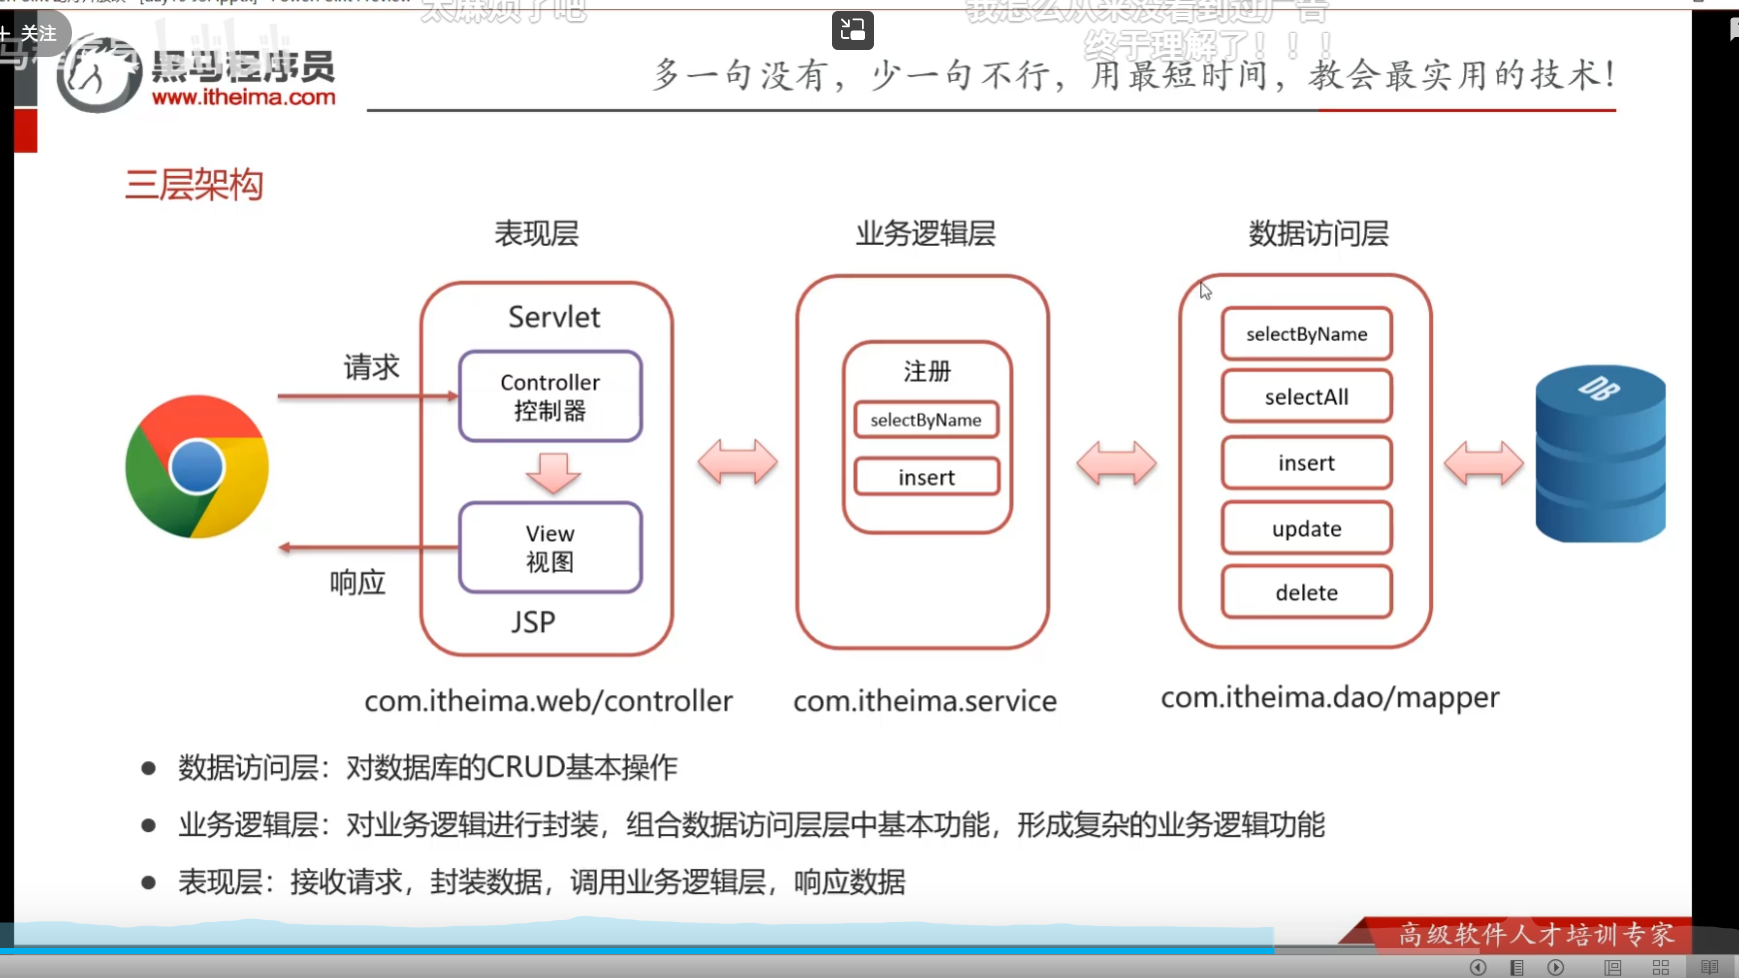 太麻烦了吧
我怎么从来没看到过广告
+ 关注
终于理解了！！！
黑马程序员
www.itheima.com
多一句没有，少一句不行，用最短时间，教会最实用的技术！
三层架构
表现层
业务逻辑层
数据访问层
Servlet
请求
Controller
控制器
View
视图
响应
JSP
注册
selectByName
insert
selectByName
selectAll
insert
update
delete
DB
com.itheima.web/controller
com.itheima.service
com.itheima.dao/mapper
● 数据访问层：对数据库的CRUD基本操作
● 业务逻辑层：对业务逻辑进行封装，组合数据访问层层中基本功能，形成复杂的业务逻辑功能
● 表现层：接收请求，封装数据，调用业务逻辑层，响应数据
高级软件人才培训专家